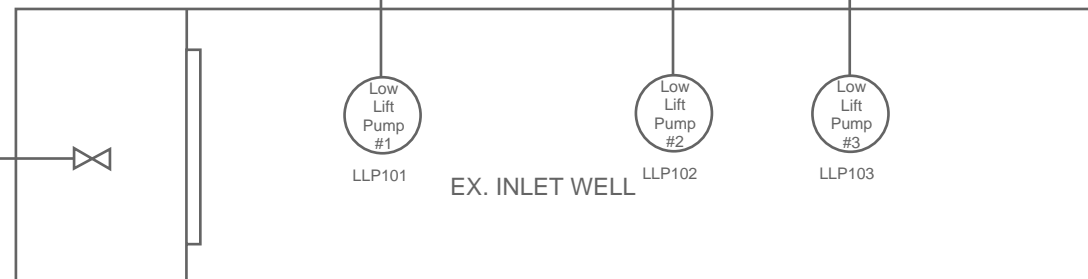 Low
Lift
Pump
#1
LLP101
EX. INLET WELL
Low
Lift
Pump
#2
LLP102
Low
Lift
Pump
#3
LLP103